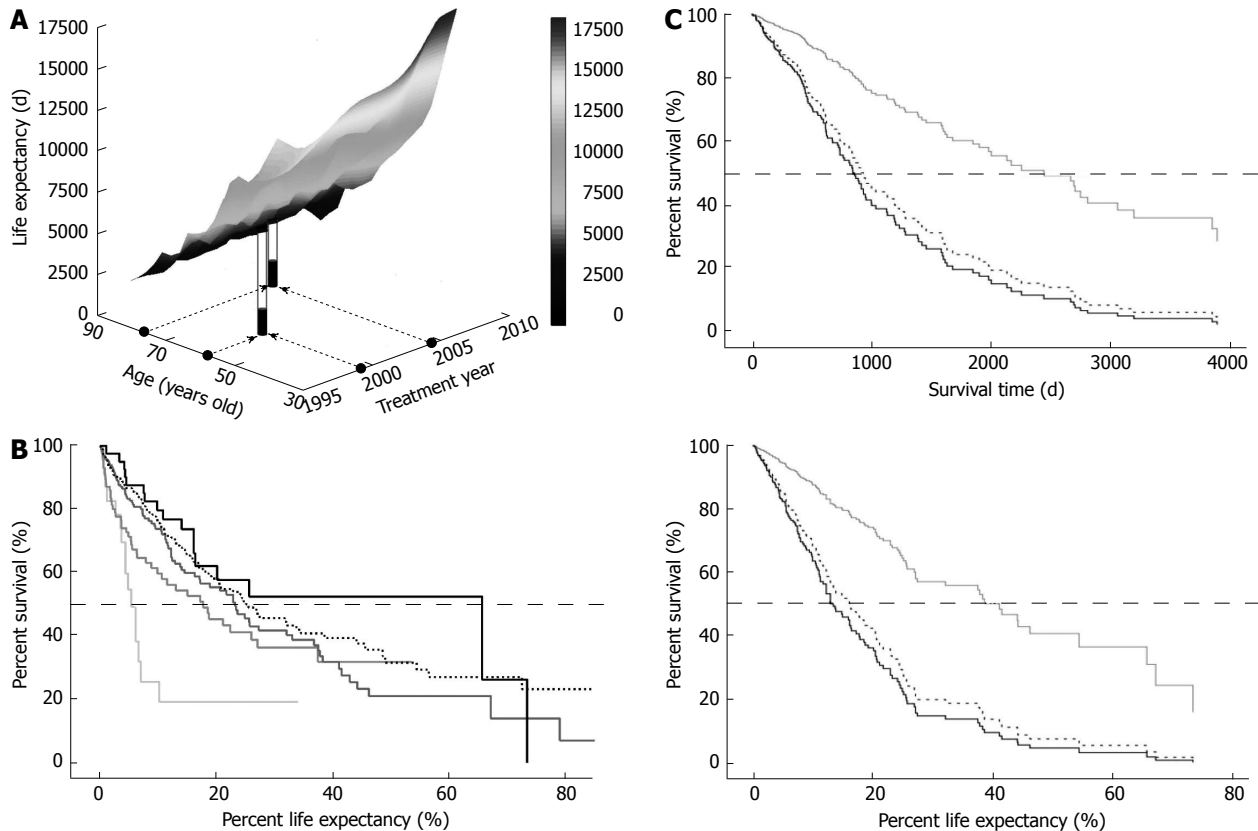 A
17500
15000
12500
10000
7500
5000
2500
0
Life expectancy (d)
90
70
50
30
Age (years old)
1995
2000
2005
2010
Treatment year
17500
15000
12500
10000
7500
5000
2500
0
C
100
80
60
40
20
0
Percent survival (%)
0 1000 2000 3000 4000
Survival time (d)
B
100
80
60
40
20
0
Percent survival (%)
0 20 40 60 80
Percent life expectancy (%)
100
80
60
40
20
0
Percent survival (%)
0 20 40 60 80
Percent life expectancy (%)